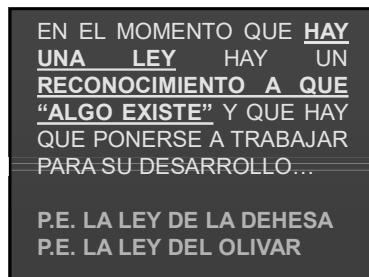 EN EL MOMENTO QUE HAY
UNA LEY HAY UN
RECONOCIMIENTO A QUE
“ALGO EXISTE” Y QUE HAY
QUE PONERSE A TRABAJAR
PARA SU DESARROLLO…
P.E. LA LEY DE LA DEHESA
P.E. LA LEY DEL OLIVAR